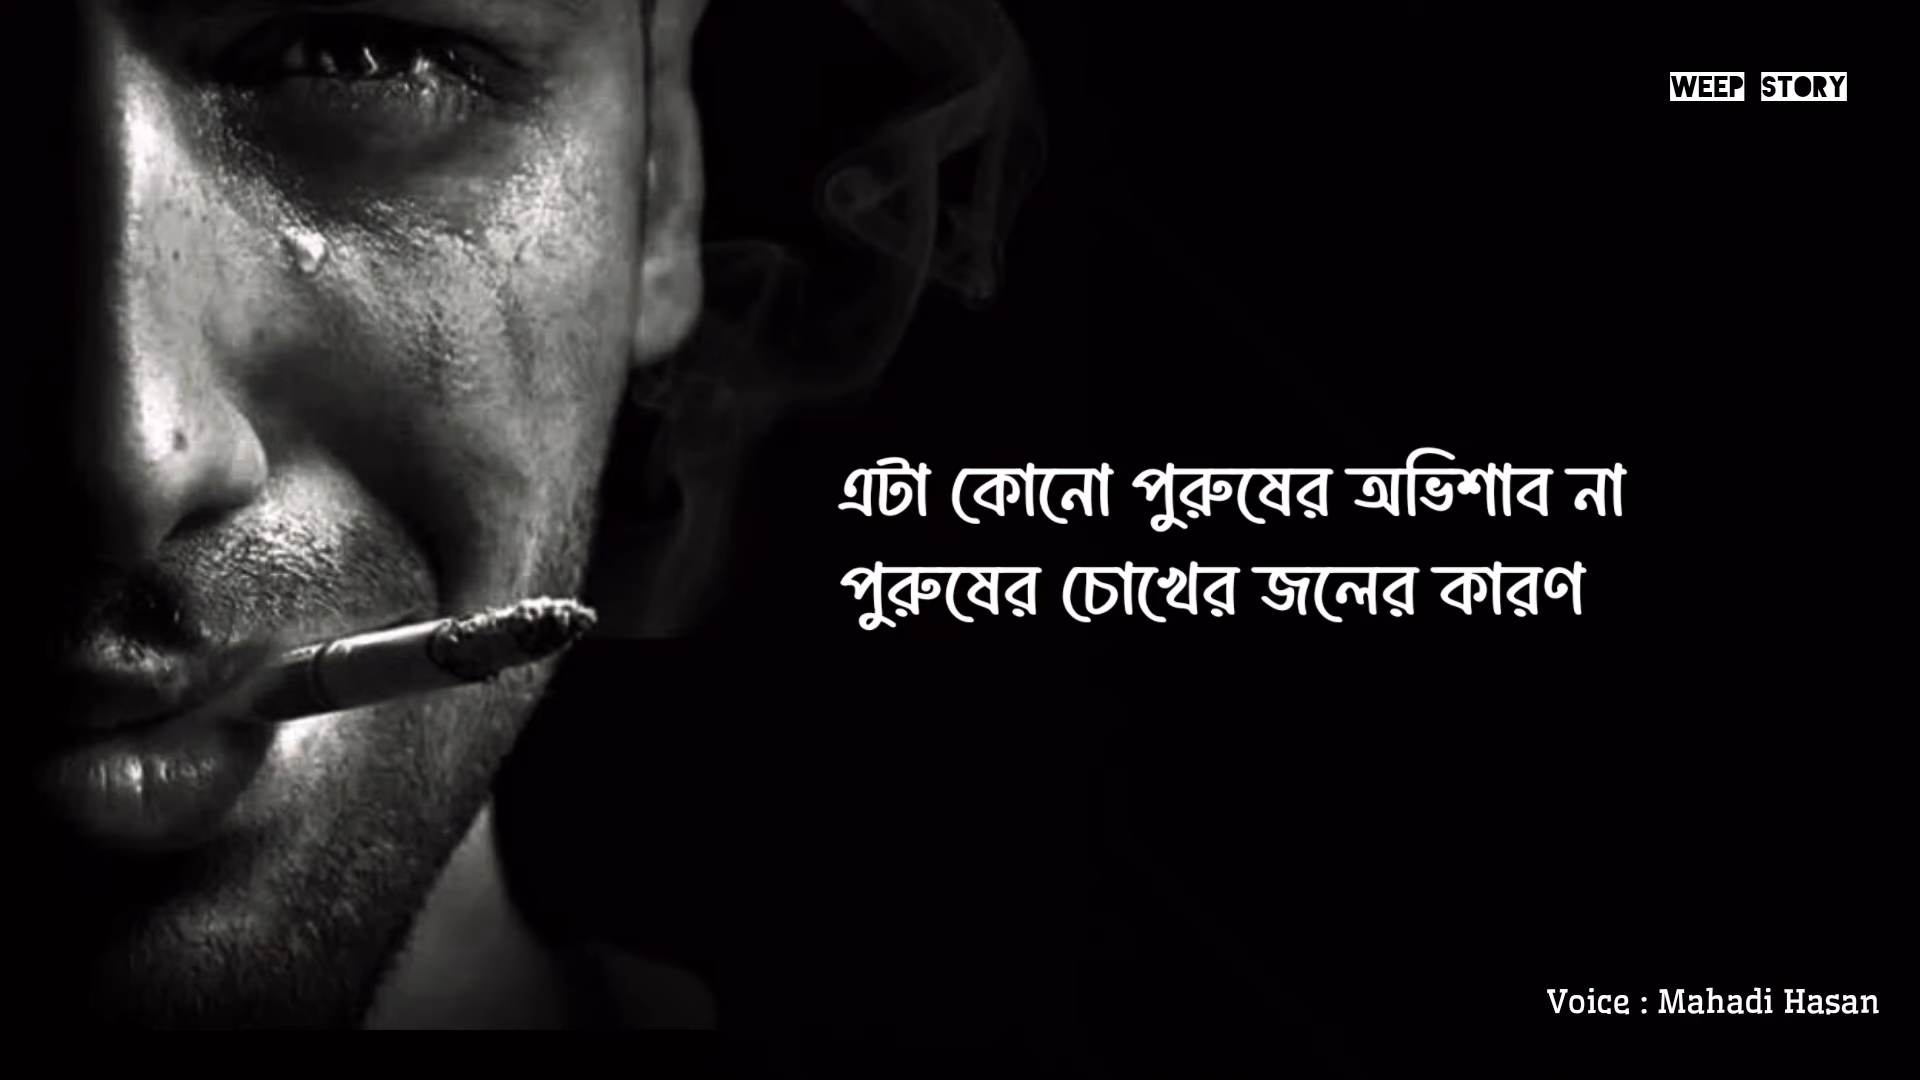 WEEP STORY
এটা কোনো পুরুষের অভিশাব না
পুরুষের চোখের জলের কারণ
Voice : Mahadi Hasan